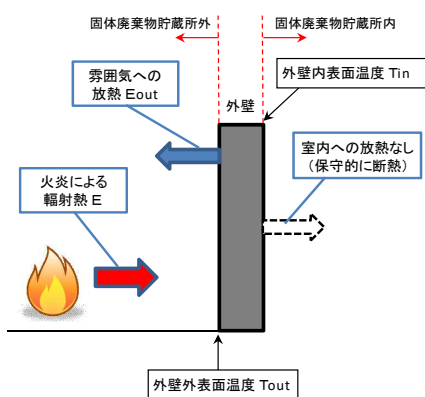 固体廃棄物貯蔵所外
固体廃棄物貯蔵所内
雰囲気への
放熱 Eout
外壁
外壁内表面温度 Tin
室内への放熱なし
（保守的に断熱）
火炎による
輻射熱 E
外壁外表面温度 Tout